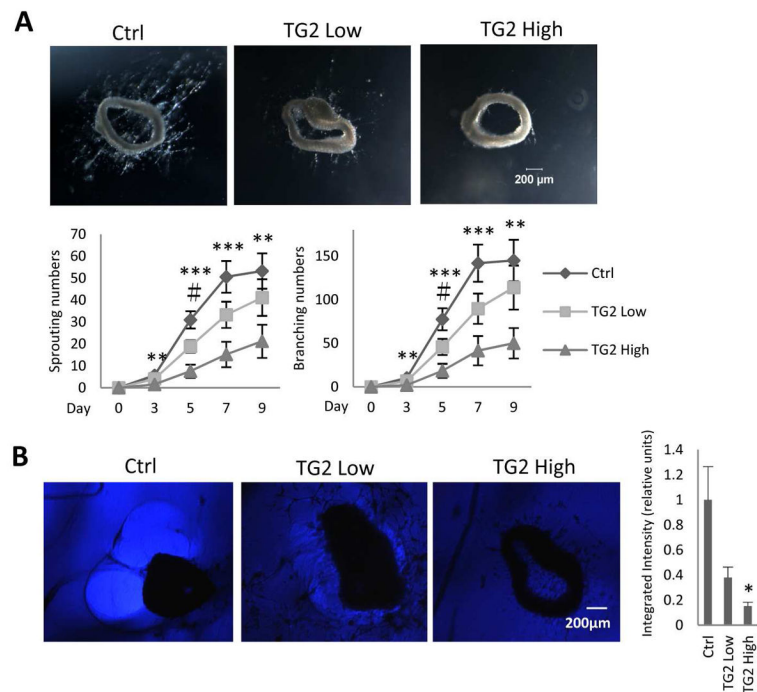 A
Ctrl
TG2 Low
TG2 High
200 µm
Sprouting numbers
70
60
50
40
30
20
10
0
** *** # *** **
Day 0 3 5 7 9
Branching numbers
150
100
50
0
** *** # *** **
Day 0 3 5 7 9
Ctrl
TG2 Low
TG2 High
B
Ctrl
TG2 Low
TG2 High
200µm
Integrated Intensity (relative units)
1.4
1.2
1
0.8
0.6
0.4
0.2
0
*
Ctrl
TG2 Low
TG2 High